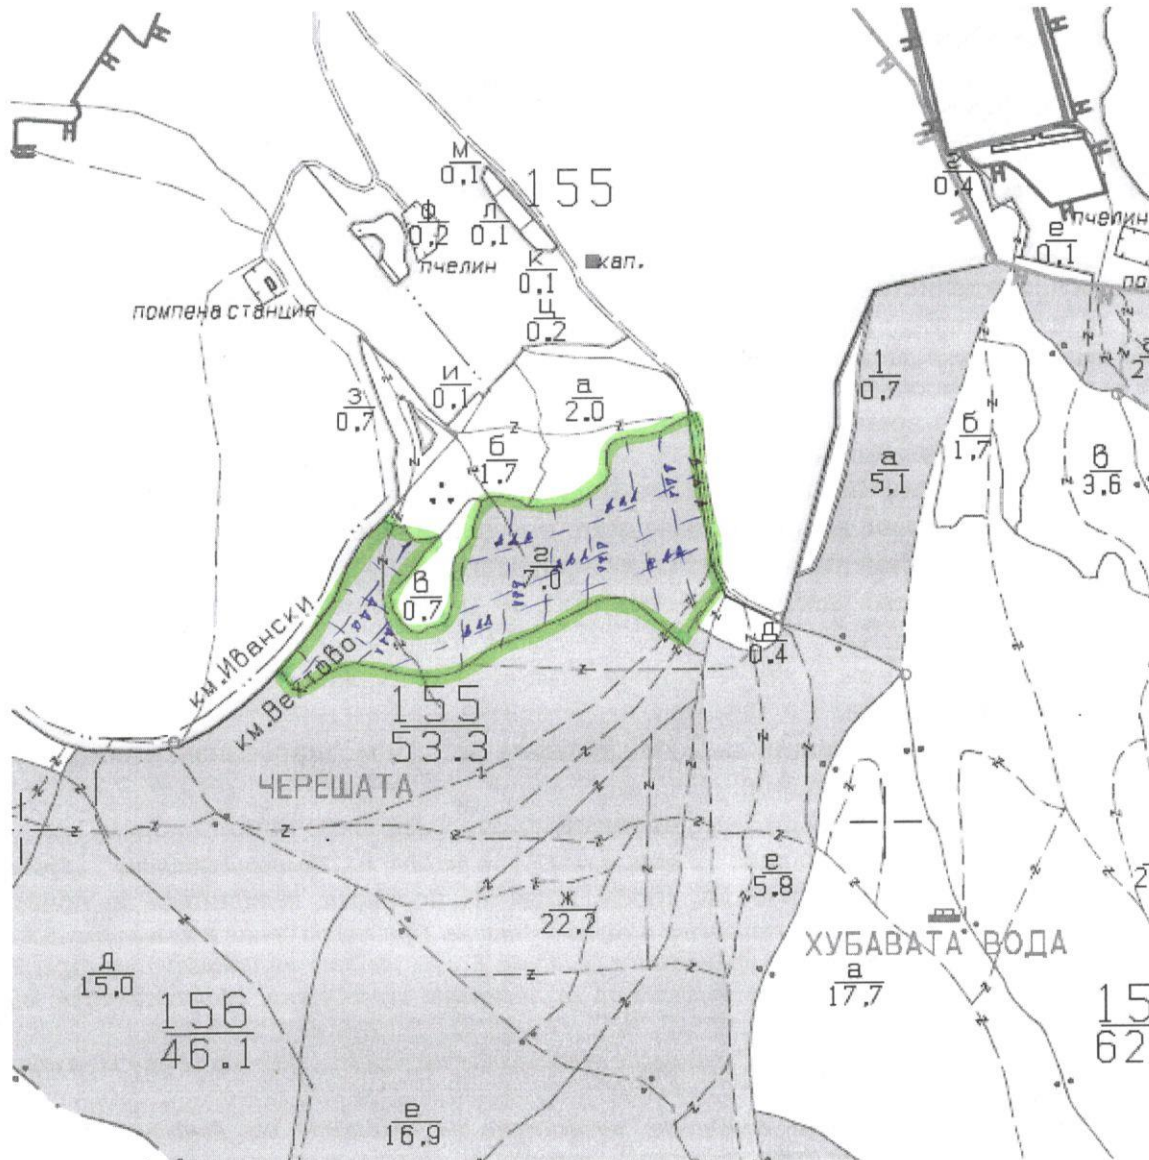 м
0,1
155
ф
0,2
л
0,1
пчелин
к
0,1
кап.
помпена станция
ц
0,2
и
0,1
з
0,7
а
2.0
б
1.7
в
0,7
г
7.0
д
0.4
км.Ивански
км.Векtово
155
53.3
ЧЕРЕШАТА
0,4
е
0,1
пчелин
1
0,7
а
5,1
б
1,7
в
3,6
е
5.8
ж
22,2
д
15,0
156
46.1
е
16,9
ХУБАВАТА ВОДА
а
17,7
15
62